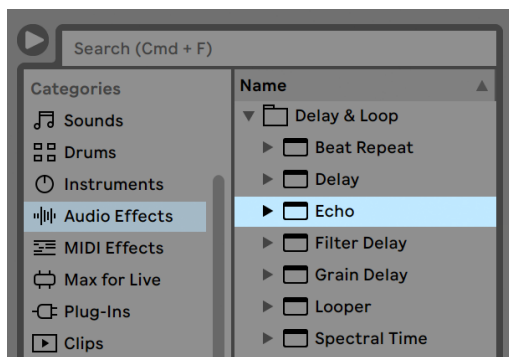 Search (Cmd + F)
Categories
Sounds
Drums
Instruments
Audio Effects
MIDI Effects
Max for Live
Plug-Ins
Clips
Name
Delay & Loop
Beat Repeat
Delay
Echo
Filter Delay
Grain Delay
Looper
Spectral Time